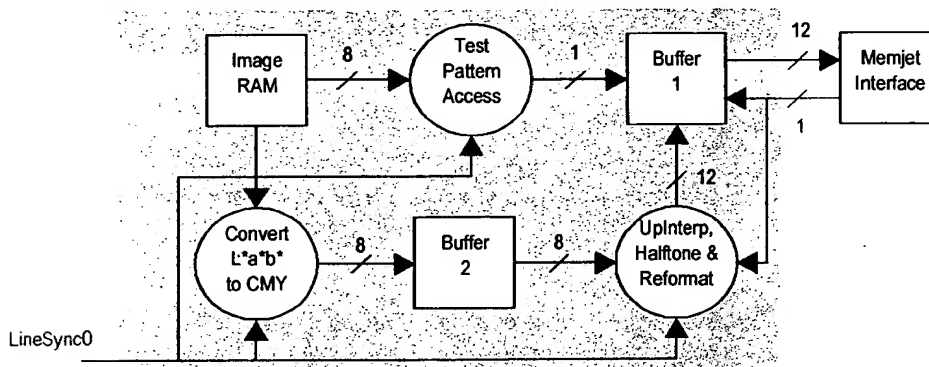 Image
RAM
8
Test
Pattern
Access
1
Buffer
1
12
Memjet
Interface
1
12
Convert
L*a*b*
to CMY
8
Buffer
2
8
UpInterp,
Halftone &
Reformat
LineSync0